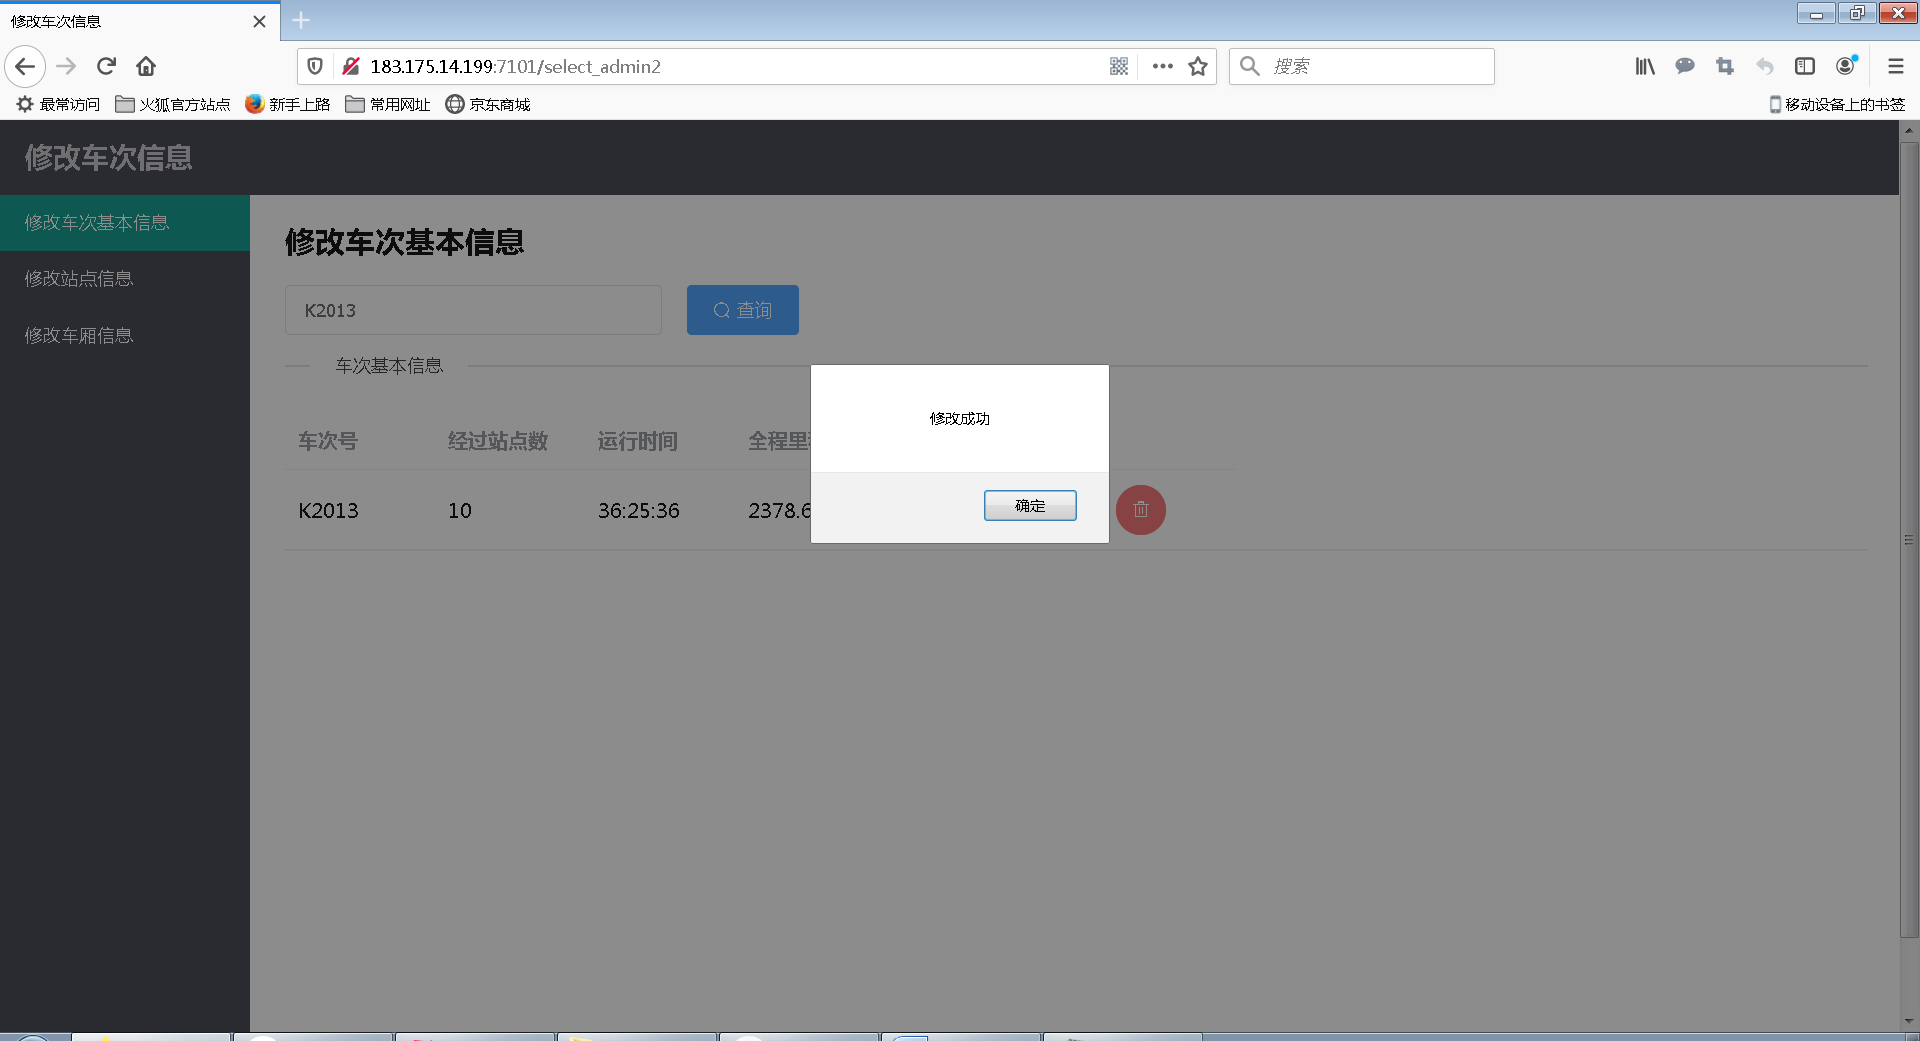 修改车次信息
183.175.14.199:7101/select_admin2
搜索
最常访问
火狐官方站点
新手上路
常用网址
京东商城
移动设备上的书签
修改车次信息
修改车次基本信息
修改站点信息
修改车厢信息
修改车次基本信息
K2013
查询
车次基本信息
车次号 经过站点数 运行时间 全程里
K2013 10 36:25:36 2378.6
修改成功
确定